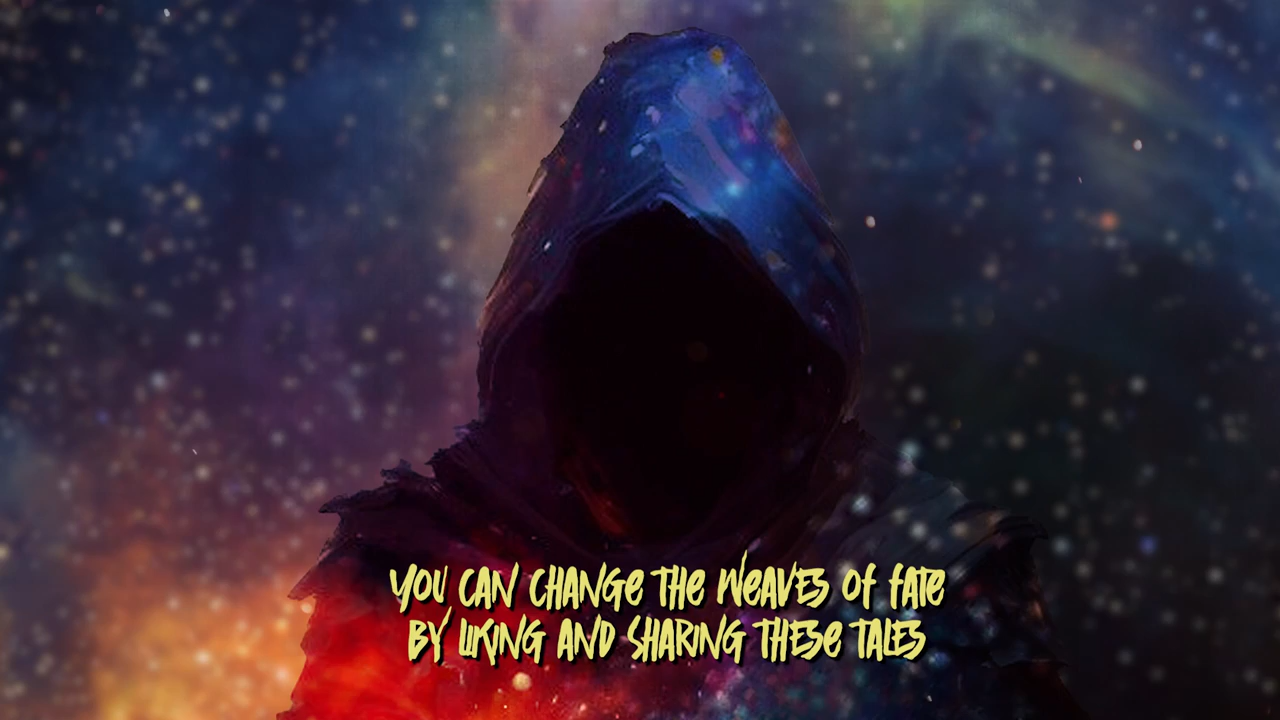 YOU CAN CHANGE THE WEAVES OF FATE
BY LIKING AND SHARING THESE TALES